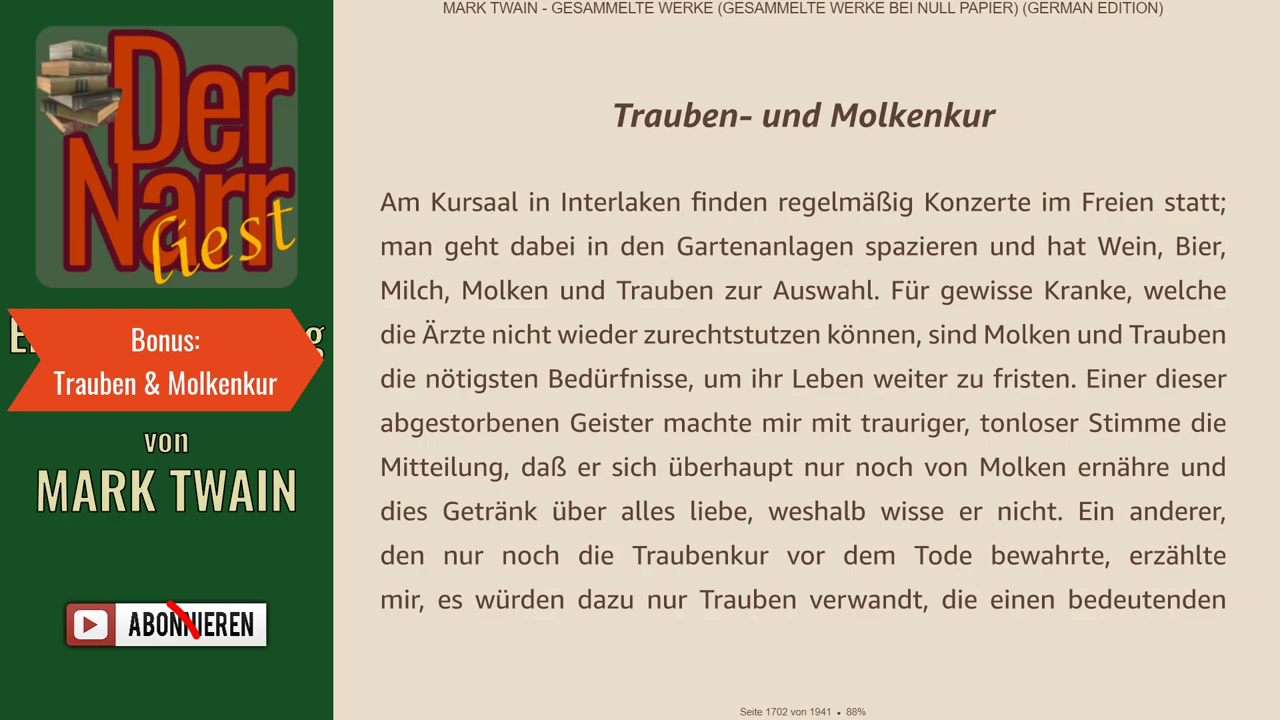 MARK TWAIN - GESAMMELTE WERKE (GESAMMELTE WERKE BEI NULL PAPIER) (GERMAN EDITION)
Der
Narr
liest
Bonus:
Trauben & Molkenkur
von
MARK TWAIN
ABONNIEREN
Trauben- und Molkenkur
Am Kursaal in Interlaken finden regelmäßig Konzerte im Freien statt;
man geht dabei in den Gartenanlagen spazieren und hat Wein, Bier,
Milch, Molken und Trauben zur Auswahl. Für gewisse Kranke, welche
die Ärzte nicht wieder zurechtstutzen können, sind Molken und Trauben
die nötigsten Bedürfnisse, um ihr Leben weiter zu fristen. Einer dieser
abgestorbenen Geister machte mir mit trauriger, tonloser Stimme die
Mitteilung, daß er sich überhaupt nur noch von Molken ernähre und
dies Getränk über alles liebe, weshalb wisse er nicht. Ein anderer,
den nur noch die Traubenkur vor dem Tode bewahrte, erzählte
mir, es würden dazu nur Trauben verwandt, die einen bedeutenden
Seite 1702 von 1941 • 88%